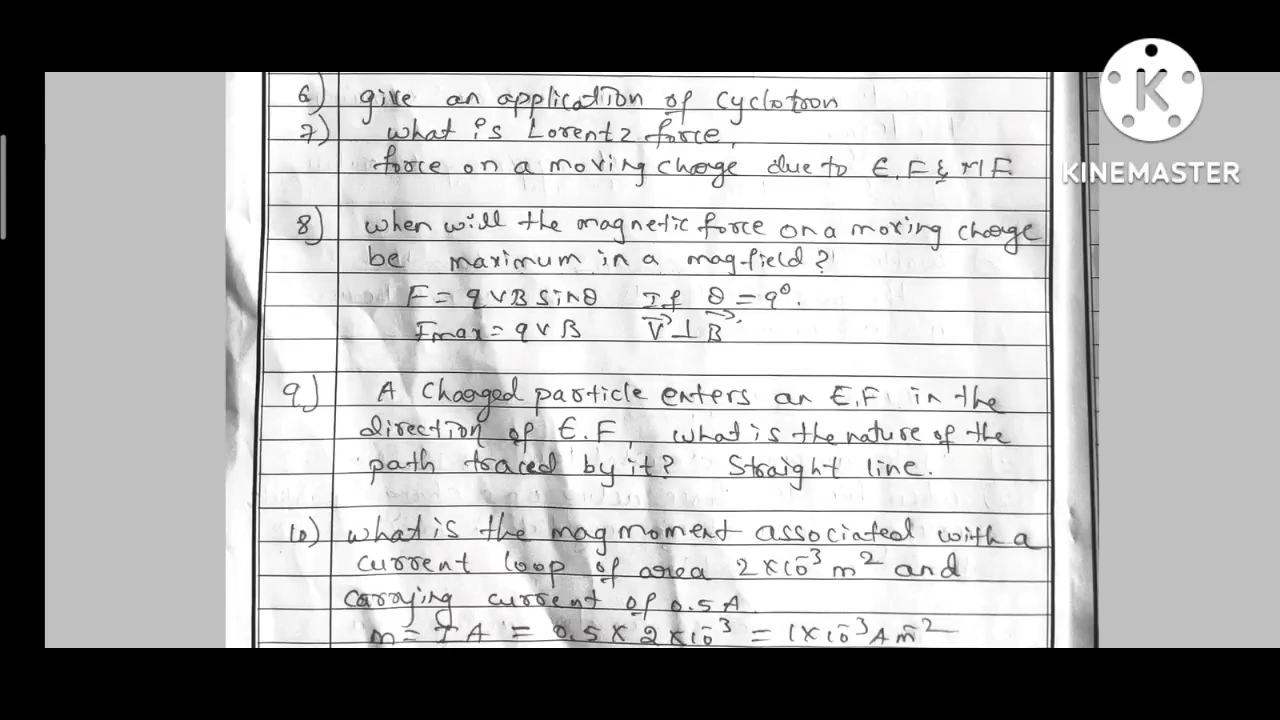 6) give an application of cyclotron
7) what is Lorentz force,
force on a moving charge due to E.F & MF
KINEMASTER
8) when will the magnetic force on a moving charge
be maximum in a mag-field?
F = qvB sinθ If θ = 90.
Fmax = qvB V⃗ ⊥ B⃗.
9) A charged particle enters an E.F in the
direction of E.F, what is the nature of the
path traced by it? Straight line.
10) what is the mag moment associated with a
current loop of area 2×10⁻³ m² and
carrying current of 0.5A
m = IA = 0.5 × 2 × 10⁻³ = 1×10⁻³ A m⁻²